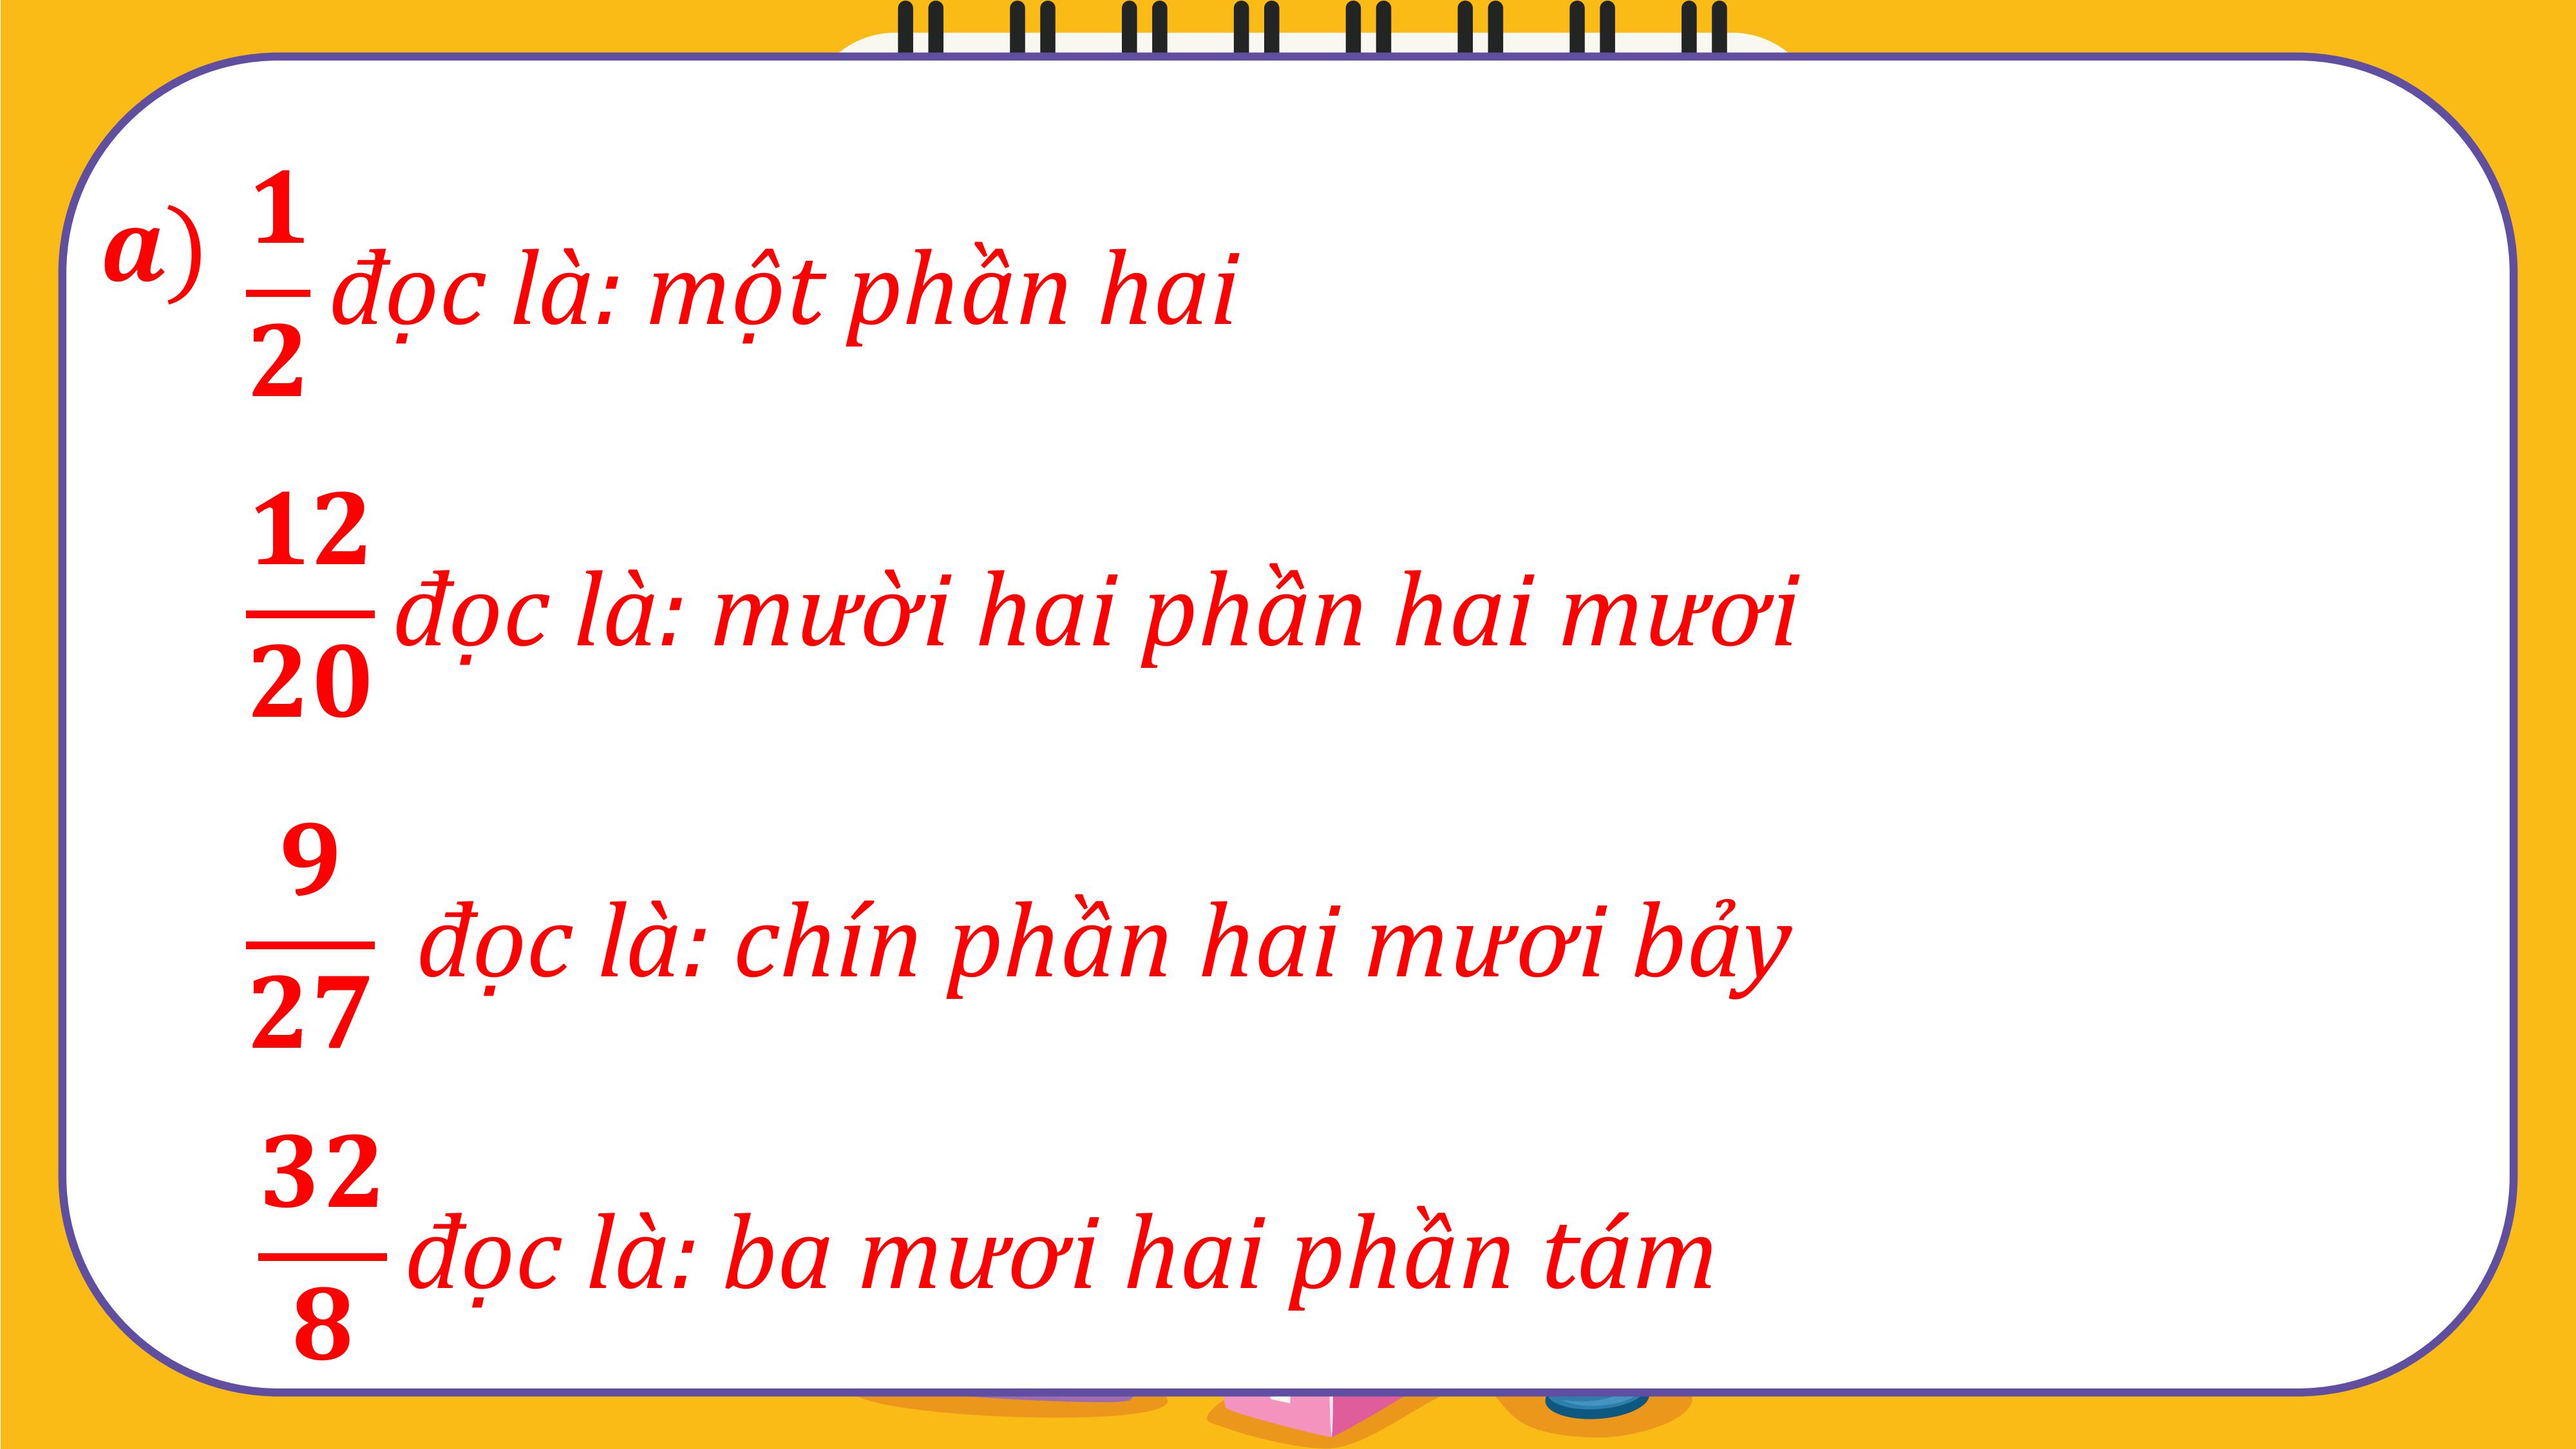 a) 1/2 đọc là: một phần hai
12/20 đọc là: mười hai phần hai mươi
9/27 đọc là: chín phần hai mươi bảy
32/8 đọc là: ba mươi hai phần tám